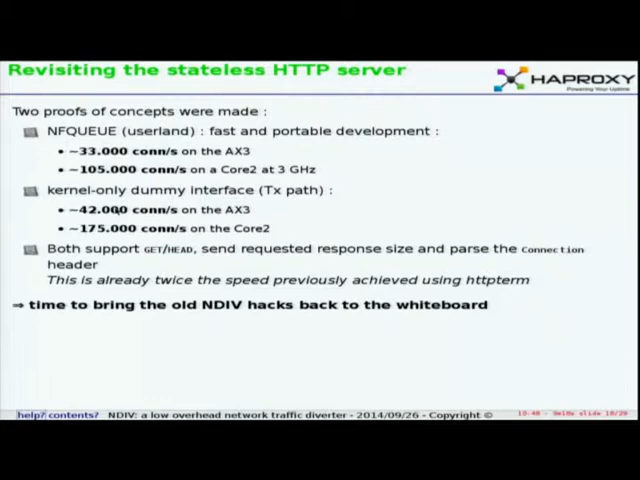 Revisiting the stateless HTTP server
HAPROXY
Powering Your Uptime
Two proofs of concepts were made :
NFQUEUE (userland) : fast and portable development :
• ~33.000 conn/s on the AX3
• ~105.000 conn/s on a Core2 at 3 GHz
kernel-only dummy interface (Tx path) :
• ~42.000 conn/s on the AX3
• ~175.000 conn/s on the Core2
Both support GET/HEAD, send requested response size and parse the Connection
header
This is already twice the speed previously achieved using httpterm
⇒ time to bring the old NDIV hacks back to the whiteboard
help? contents? NDIV: a low overhead network traffic diverter - 2014/09/26 - Copyright ©